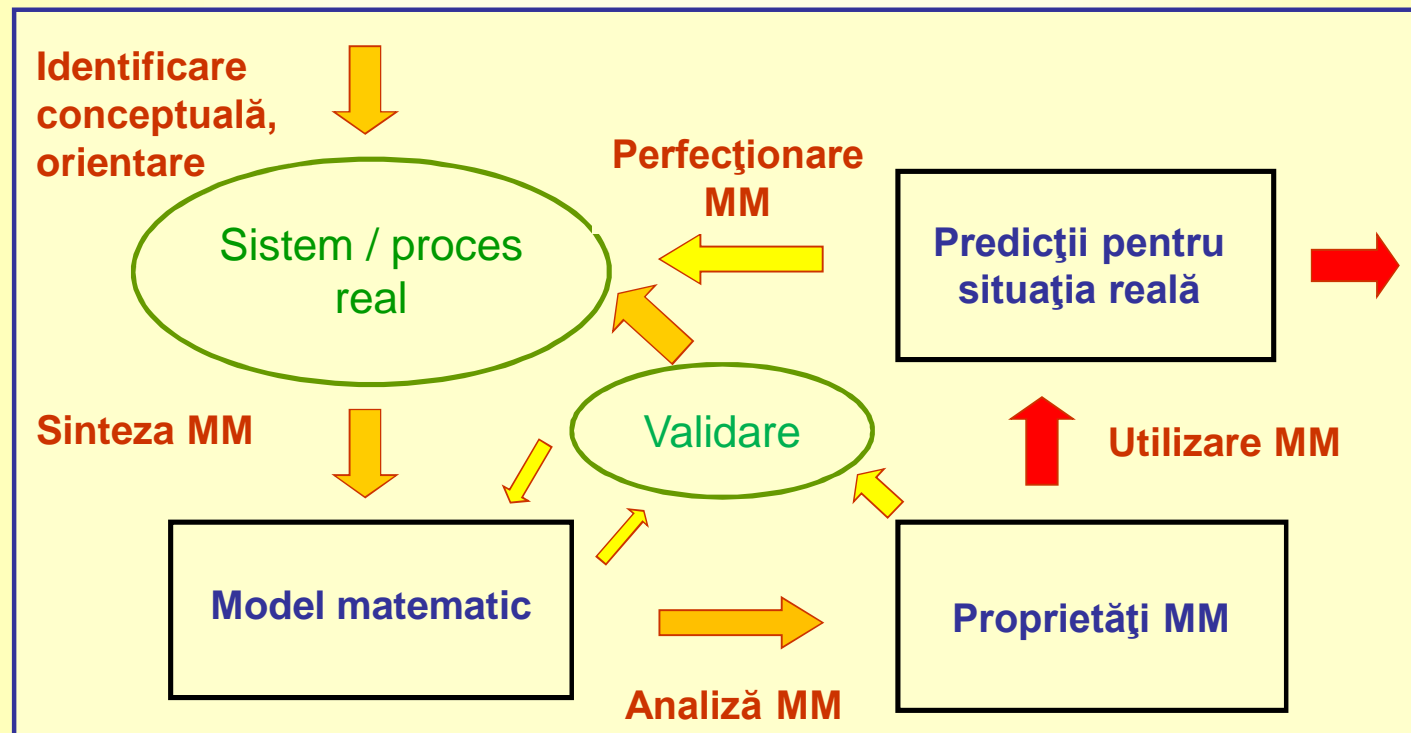 Identificare
conceptuală,
orientare
Sistem / proces
real
Perfecţionare
MM
Predicţii pentru
situaţia reală
Sinteza MM
Validare
Utilizare MM
Model matematic
Proprietăţi MM
Analiză MM